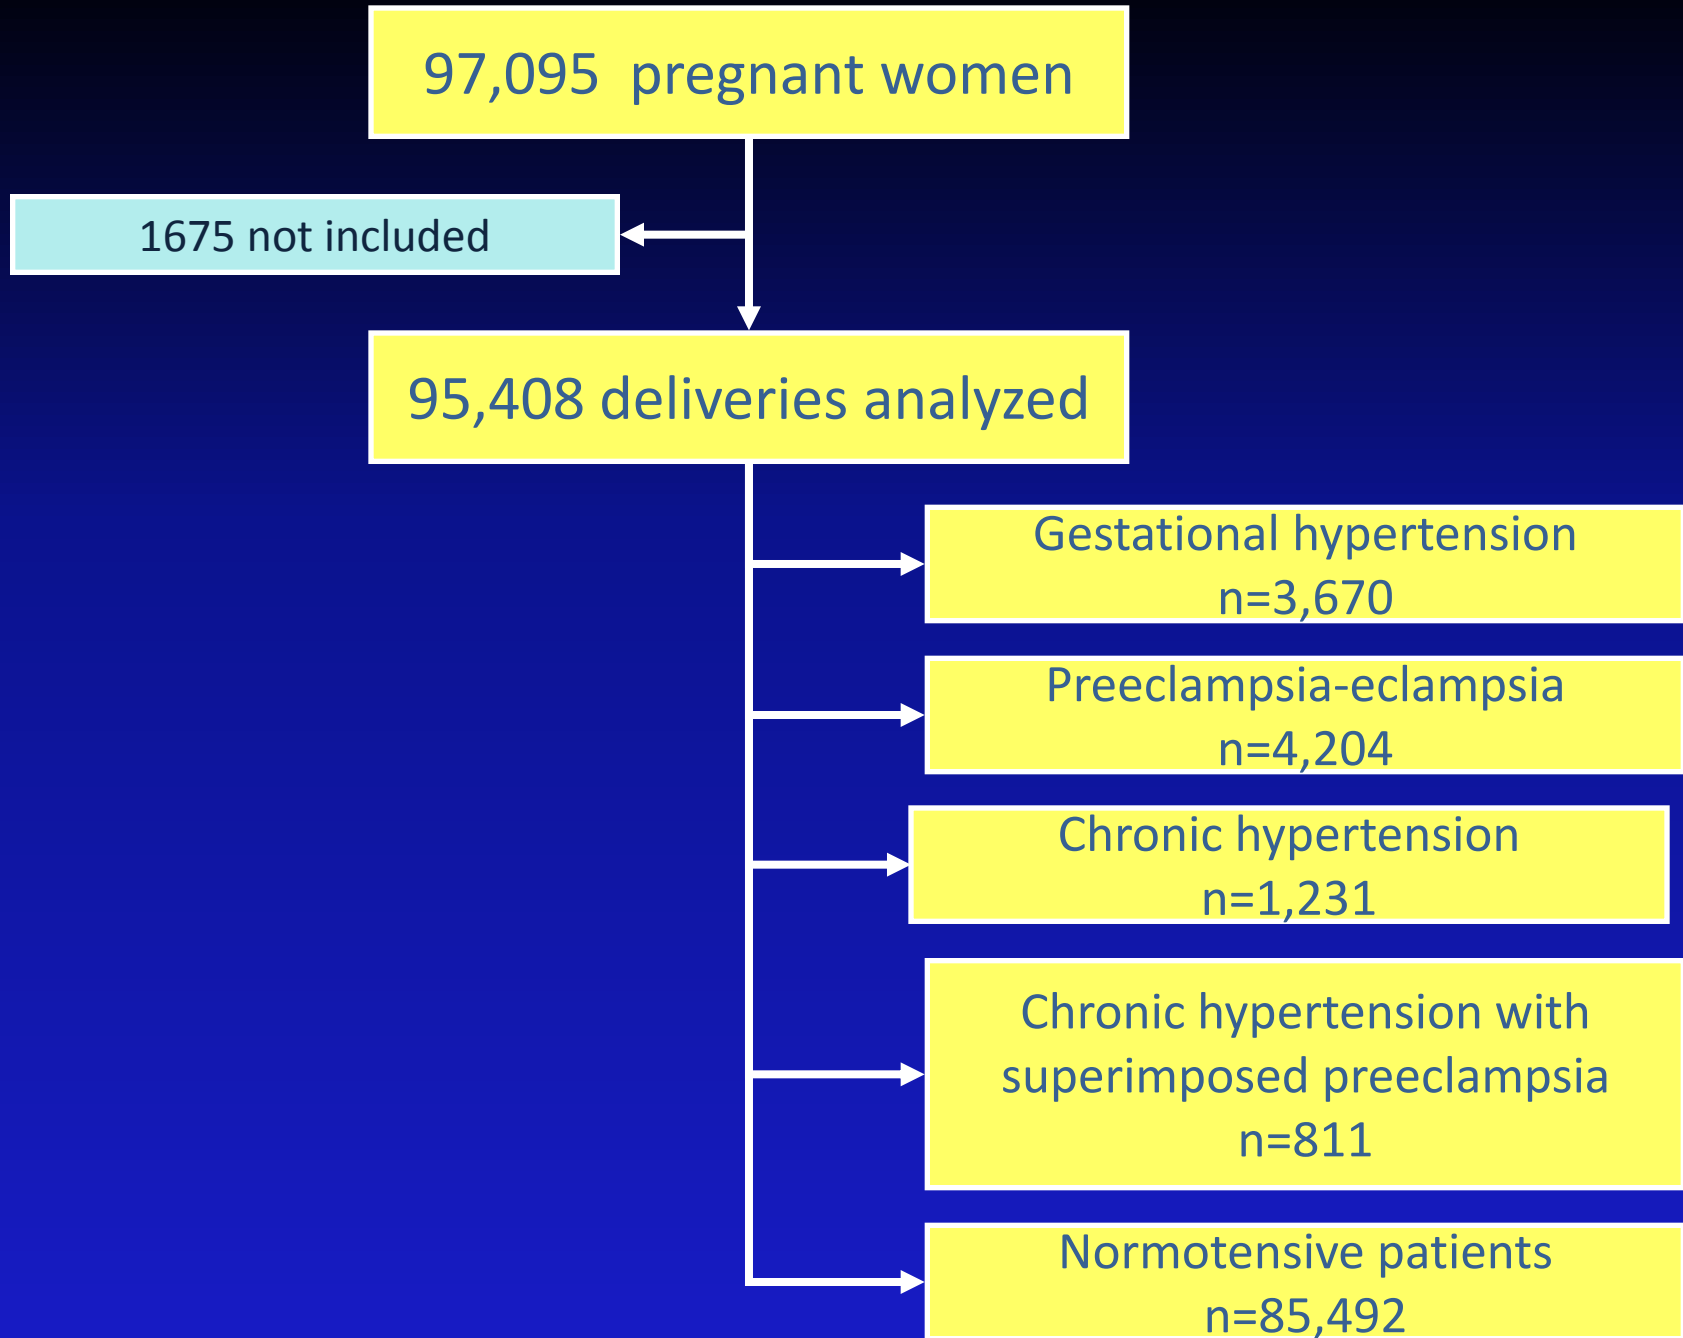 97,095 pregnant women
1675 not included
95,408 deliveries analyzed
Gestational hypertension
n=3,670
Preeclampsia-eclampsia
n=4,204
Chronic hypertension
n=1,231
Chronic hypertension with
superimposed preeclampsia
n=811
Normotensive patients
n=85,492